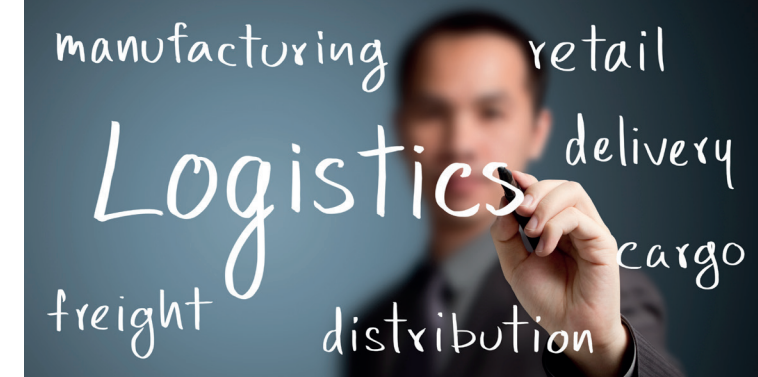 manufacturing retail
Logistics
delivery
cargo
freight
distribution